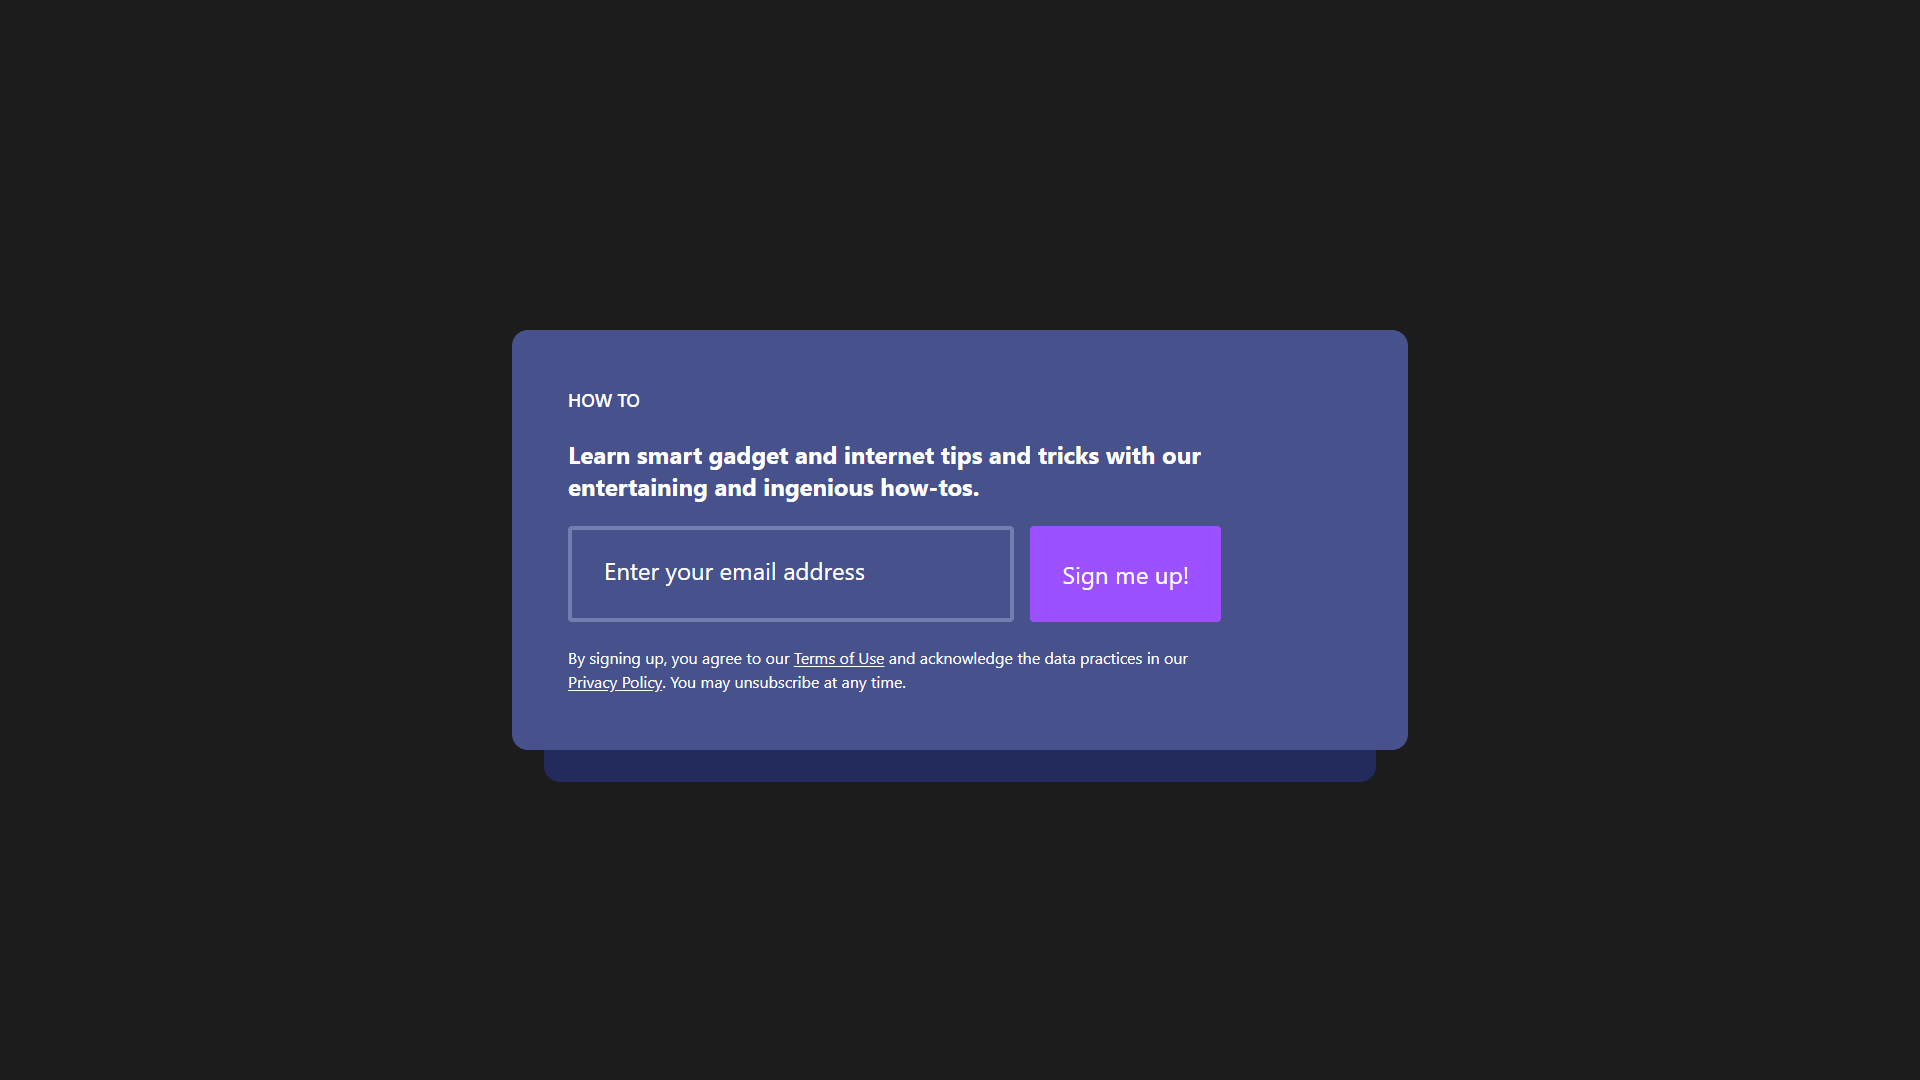 HOW TO
Learn smart gadget and internet tips and tricks with our
entertaining and ingenious how-tos.
Enter your email address
Sign me up!
By signing up, you agree to our Terms of Use and acknowledge the data practices in our
Privacy Policy. You may unsubscribe at any time.